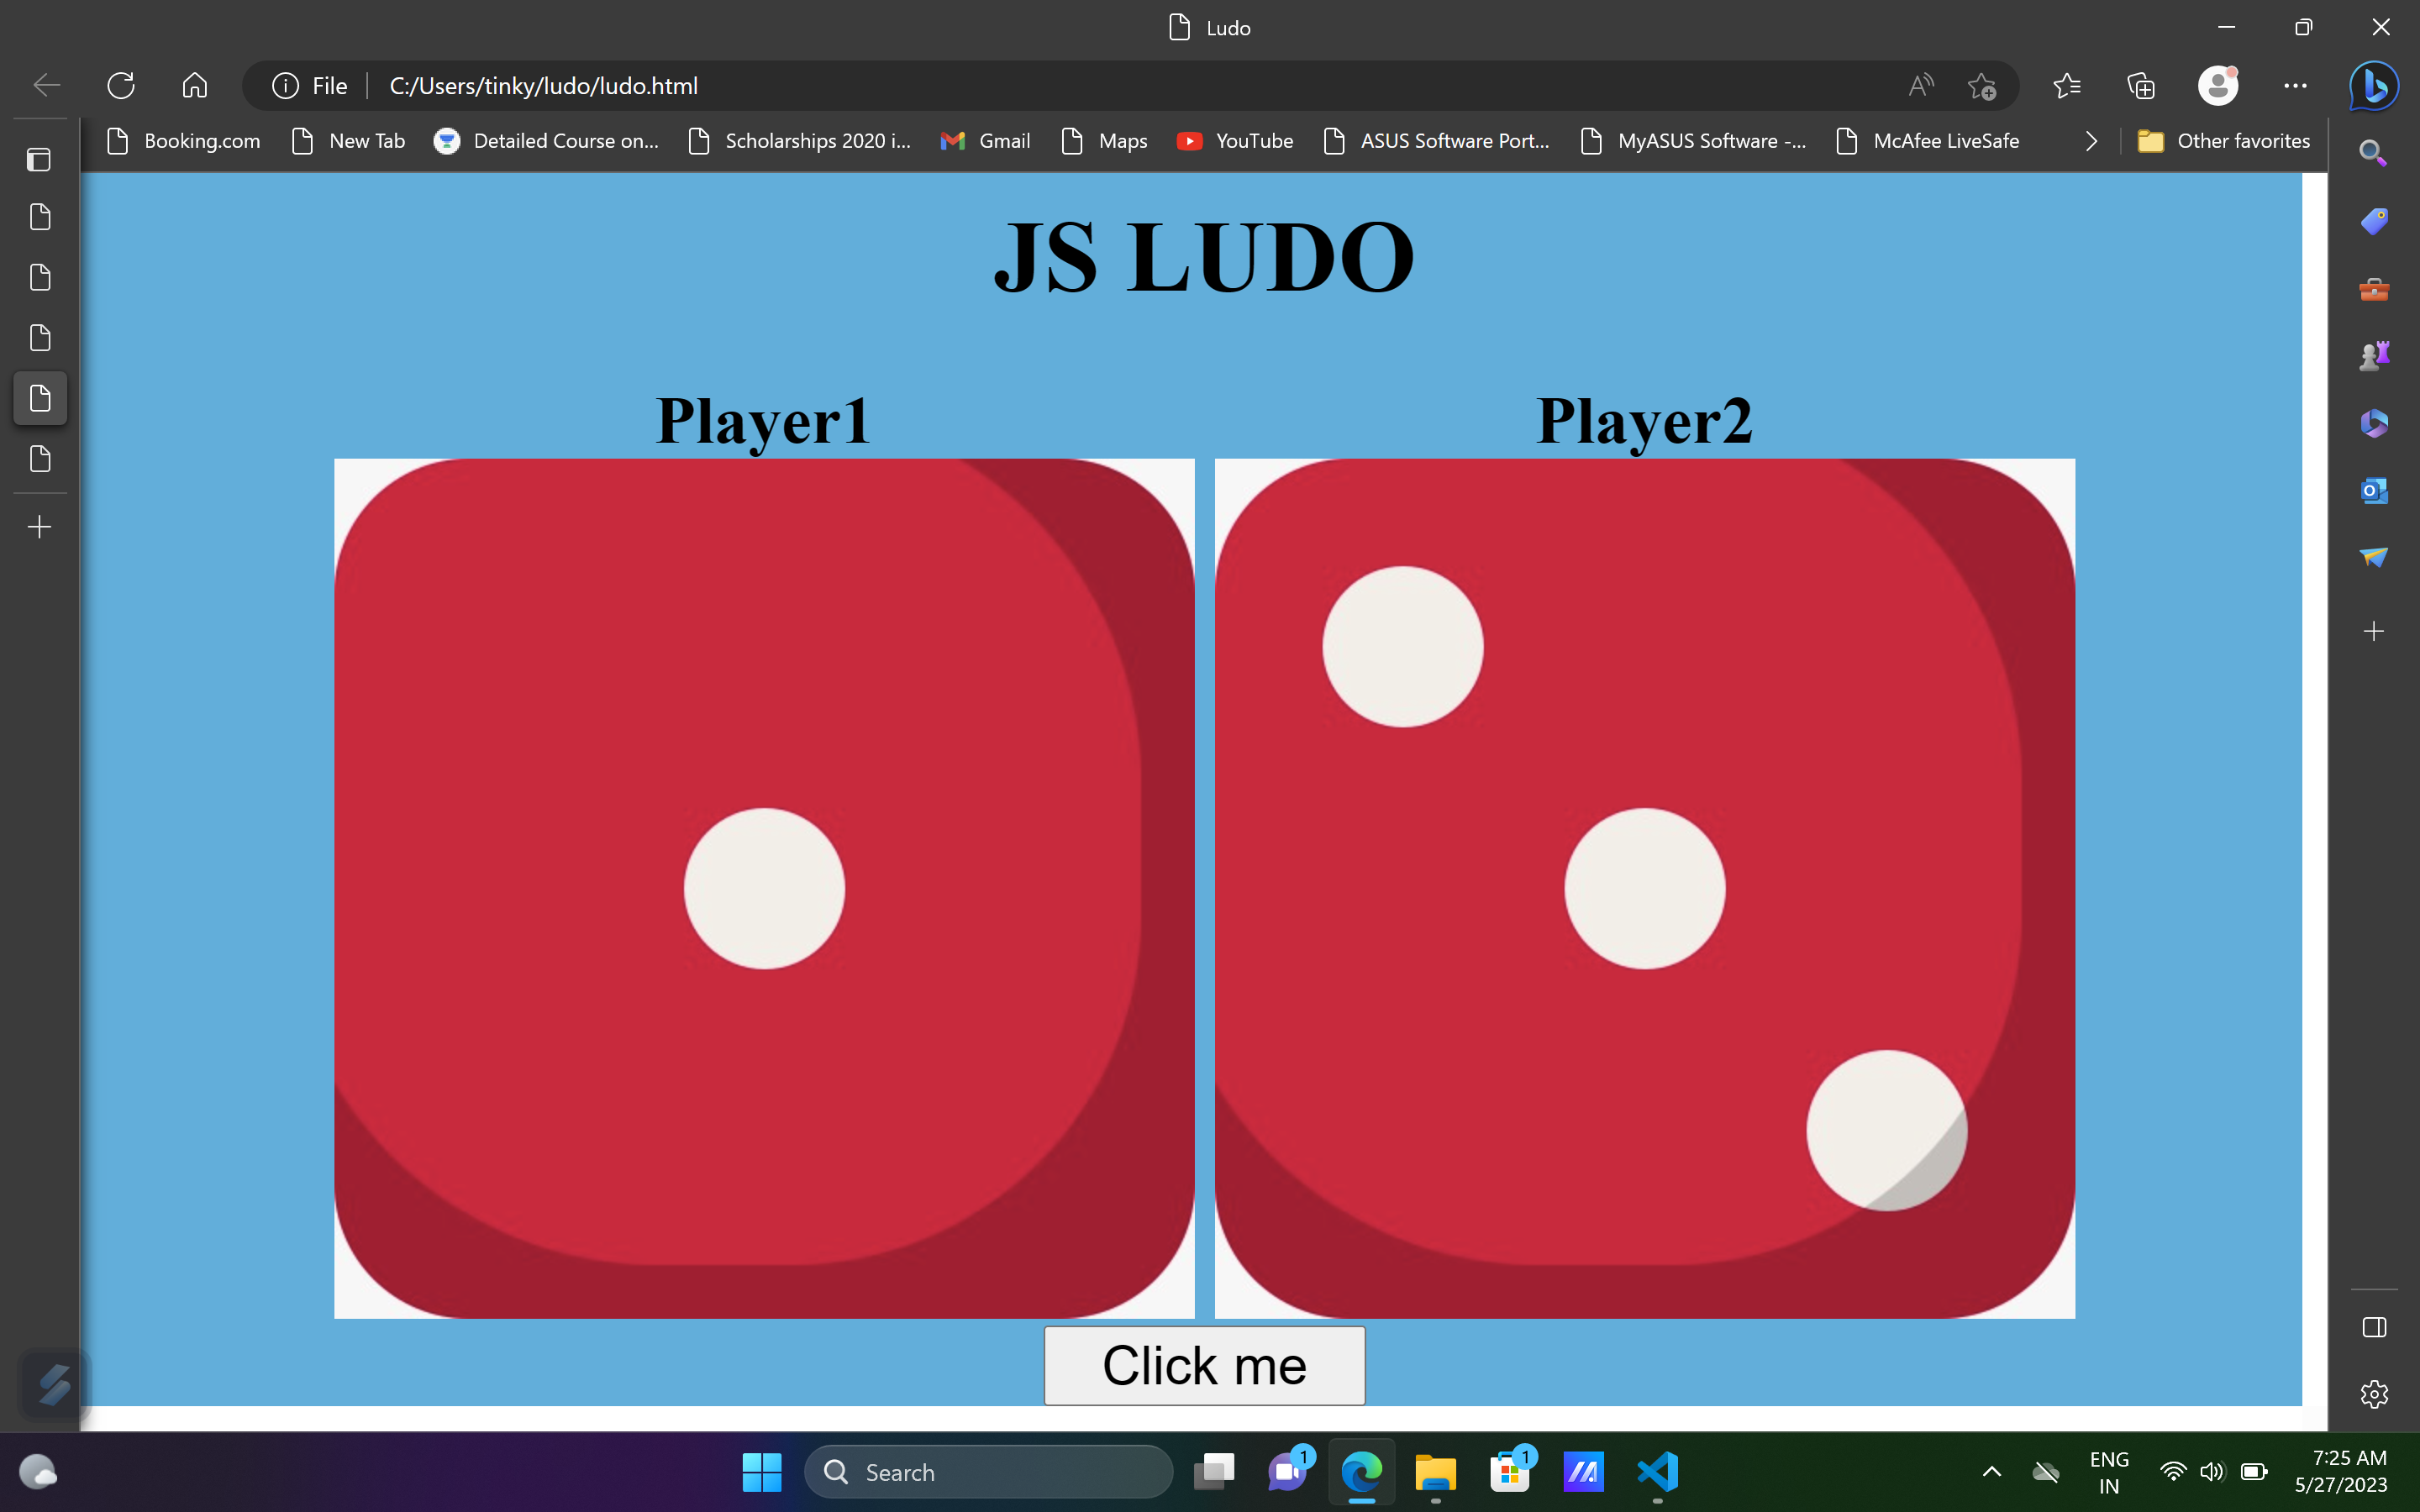 Ludo
File
C:/Users/tinky/ludo/ludo.html
Booking.com
New Tab
Detailed Course on...
Scholarships 2020 i...
Gmail
Maps
YouTube
ASUS Software Port...
MyASUS Software -...
McAfee LiveSafe
Other favorites
JS LUDO
Player1
Player2
Click me
Search
1
1
ENG
IN
7:25 AM
5/27/2023